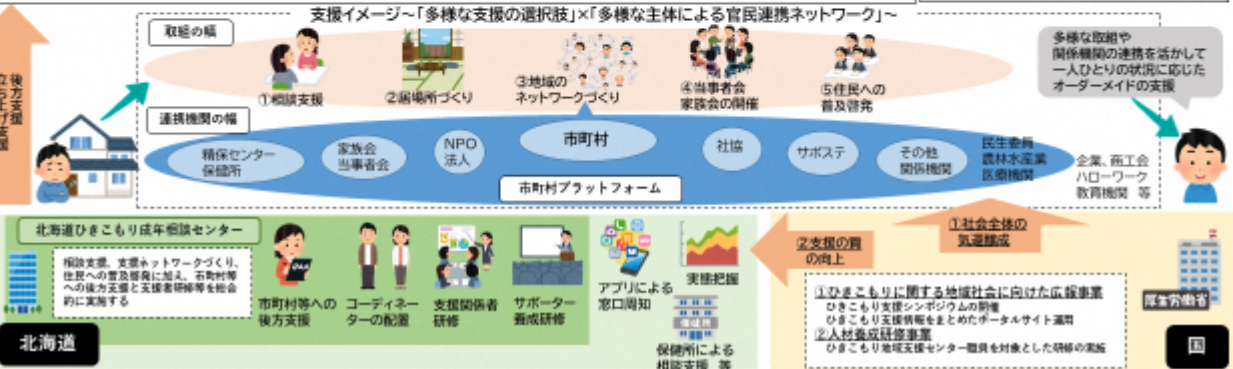 支援イメージ～「多様な支援の選択肢」×「多様な主体による官民連携ネットワーク」～
取組の幅
①相談支援
②居場所づくり
③地域の
ネットワークづくり
④当事者会
家族会の開催
⑤住民への
普及啓発
多様な取組や
関係機関の連携を活かして
一人ひとりの状況に応じた
オーダーメイドの支援
後方支援
立ち上げ支援
連携機関の幅
精保センター
保健所
家族会
当事者会
NPO
法人
市町村
社協
サポステ
その他
関係機関
民生委員
農林水産業
医療機関
企業、商工会
ハローワーク
教育機関 等
市町村プラットフォーム
北海道ひきこもり成年相談センター
相談支援、支援ネットワークづくり、
住民への普及啓発に加え、市町村等
への後方支援と支援者研修等を総合
的に実施する
市町村等への
後方支援
コーディネー
ターの配置
支援関係者
研修
サポーター
養成研修
アプリによる
窓口周知
実態把握
保健所
保健所による
相談支援 等
北海道
②支援の質
の向上
①社会全体の
気運醸成
①ひきこもりに関する地域社会に向けた広報事業
ひきこもり支援シンポジウムの開催
ひきこもり支援情報をまとめたポータルサイト運用
②人材養成研修事業
ひきこもり地域支援センター職員を対象とした研修の実施
厚生労働省
国